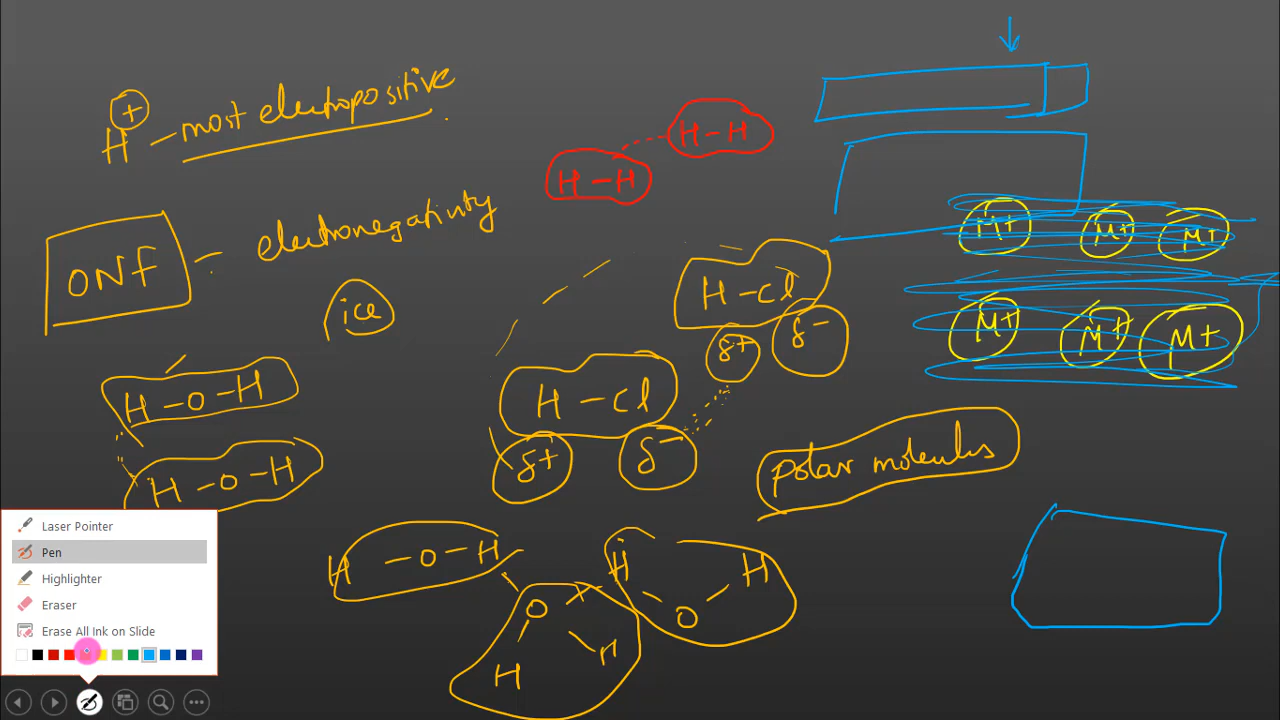 H+ — most electropositive
H-H
H-H
ONF – electronegativity
ice
H-Cl
δ+ δ-
H-Cl
δ+ δ-
M+ M+ M+
M+ M+ M+
H-O-H
H-O-H
polar molecules
H-O-H
H
O
H
O
H
H
Laser Pointer
Pen
Highlighter
Eraser
Erase All Ink on Slide